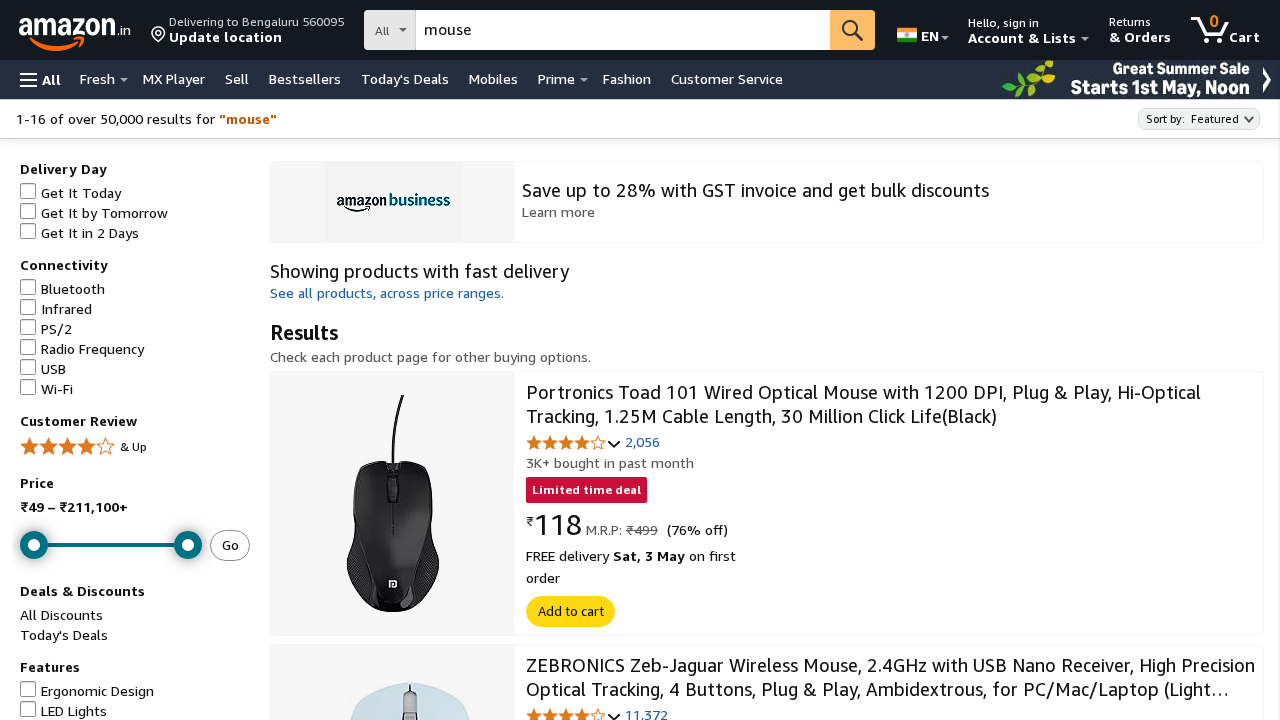 amazon.in
Delivering to Bengaluru 560095
Update location
All
mouse
EN
Hello, sign in
Account & Lists
Returns
& Orders
0
Cart
All
Fresh
MX Player
Sell
Bestsellers
Today's Deals
Mobiles
Prime
Fashion
Customer Service
Great Summer Sale
Starts 1st May, Noon
1-16 of over 50,000 results for "mouse"
Sort by: Featured
Delivery Day
Get It Today
Get It by Tomorrow
Get It in 2 Days
Connectivity
Bluetooth
Infrared
PS/2
Radio Frequency
USB
Wi-Fi
Customer Review
& Up
Price
₹49 – ₹211,100+
Go
Deals & Discounts
All Discounts
Today's Deals
Features
Ergonomic Design
LED Lights
amazon business
Save up to 28% with GST invoice and get bulk discounts
Learn more
Showing products with fast delivery
See all products, across price ranges.
Results
Check each product page for other buying options.
Portronics Toad 101 Wired Optical Mouse with 1200 DPI, Plug & Play, Hi-Optical
Tracking, 1.25M Cable Length, 30 Million Click Life(Black)
2,056
3K+ bought in past month
Limited time deal
₹118 M.R.P: ₹499 (76% off)
FREE delivery Sat, 3 May on first
order
Add to cart
ZEBRONICS Zeb-Jaguar Wireless Mouse, 2.4GHz with USB Nano Receiver, High Precision
Optical Tracking, 4 Buttons, Plug & Play, Ambidextrous, for PC/Mac/Laptop (Light…
11,372